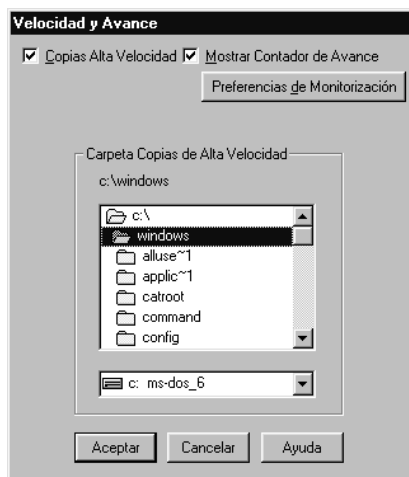 Velocidad y Avance
Copias Alta Velocidad Mostrar Contador de Avance
Preferencias de Monitorización
Carpeta Copias de Alta Velocidad
c:\windows
c:\
windows
alluse~1
applic~1
catroot
command
config
c: ms-dos_6
Aceptar Cancelar Ayuda